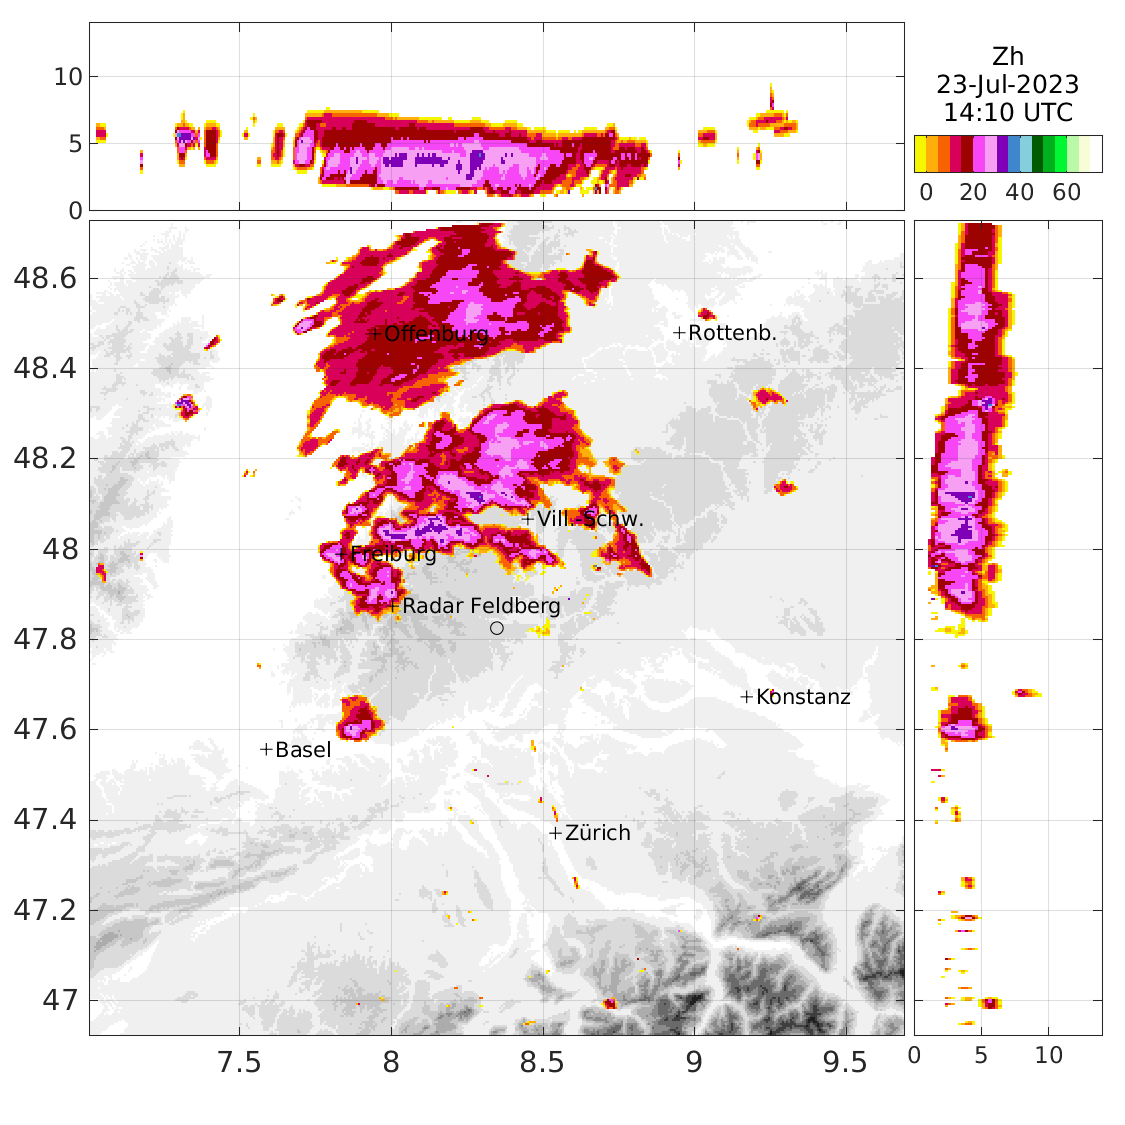 Zh
23-Jul-2023
14:10 UTC
0 20 40 60
10
5
0
48.6
48.4
48.2
48
47.8
47.6
47.4
47.2
47
Offenburg
Rottenb.
Vill.-Schw.
Freiburg
Radar Feldberg
Konstanz
Basel
Zürich
7.5 8 8.5 9 9.5
0 5 10